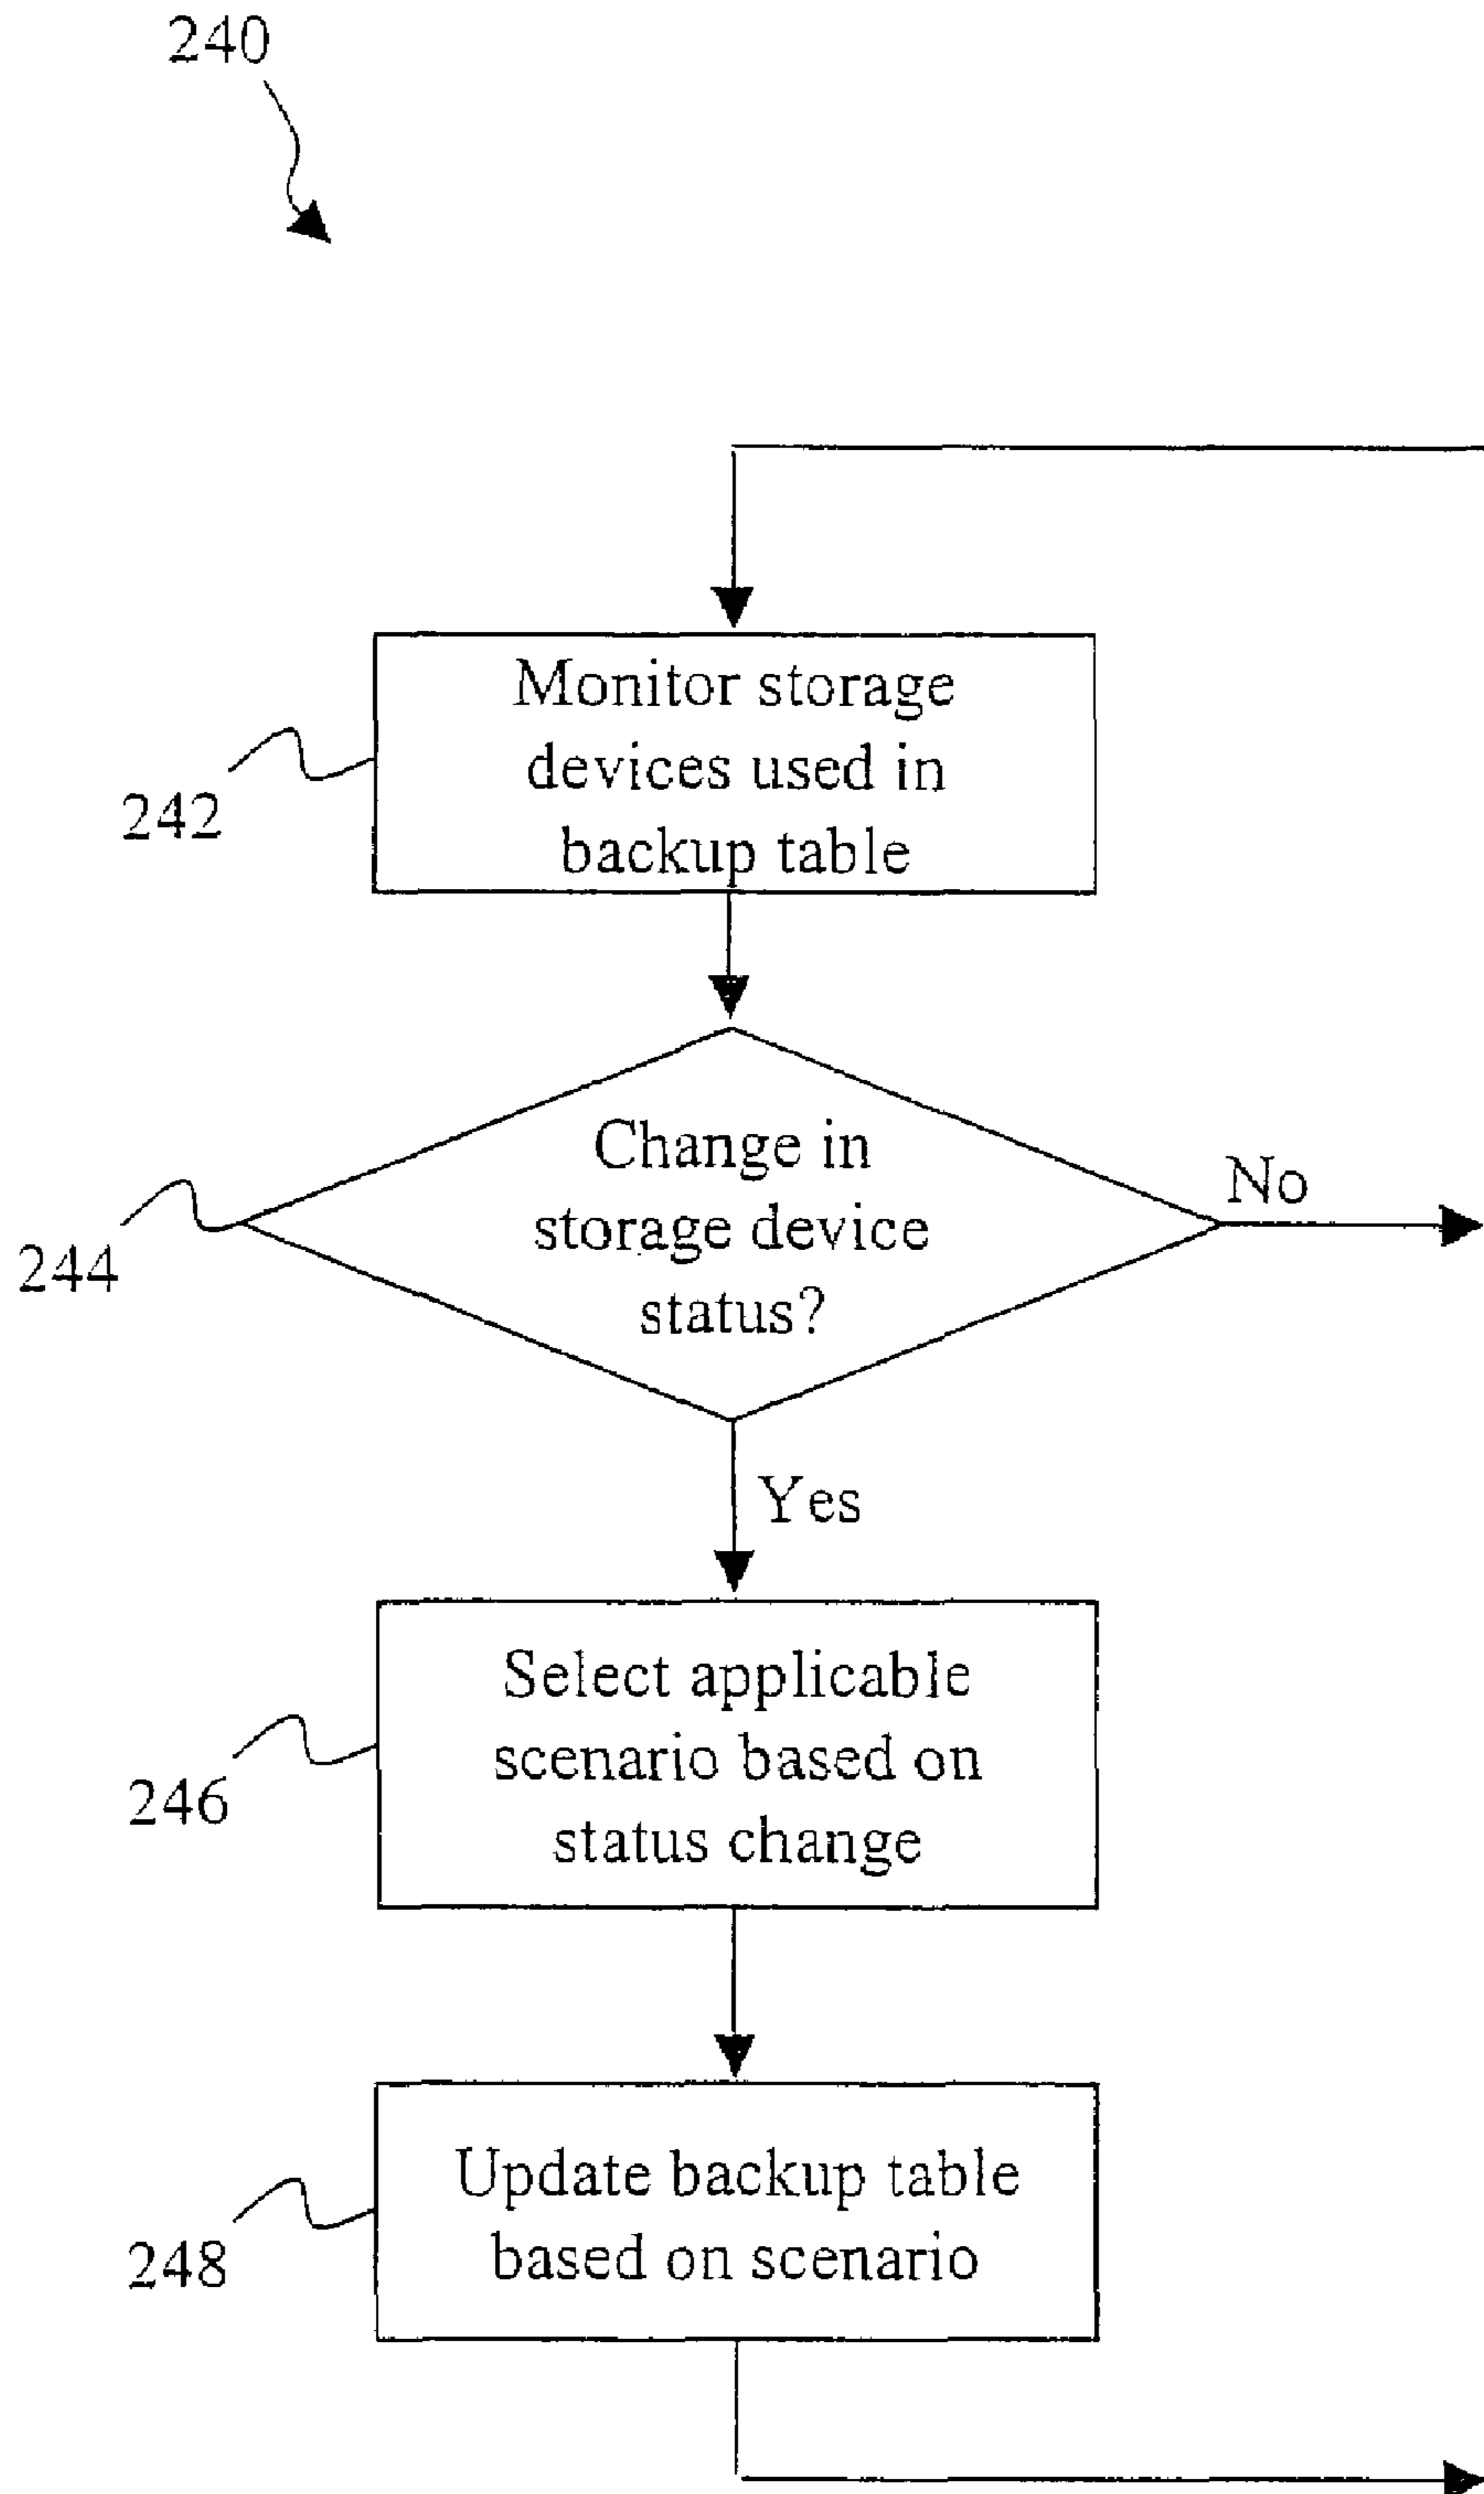 240
Monitor storage
devices used in
backup table
242
Change in
storage device
status?
No
244
Yes
Select applicable
scenario based on
status change
246
Update backup table
based on scenario
248